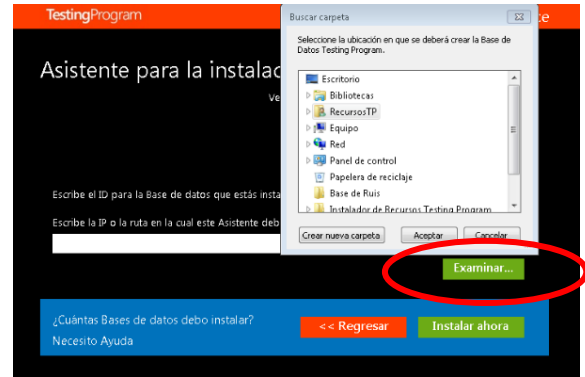 TestingProgram
ce
Asistente para la instalac
Ve
Escribe el ID para la Base de datos que estás insta
Escribe la IP o la ruta en la cual este Asistente deb
Buscar carpeta
Seleccione la ubicación en que se deberá crear la Base de
Datos Testing Program.
Escritorio
Bibliotecas
RecursosTP
Equipo
Red
Panel de control
Papelera de reciclaje
Base de Ruis
Instalador de Recursos Testing Program
Crear nueva carpeta
Aceptar
Cancelar
Examinar...
¿Cuántas Bases de datos debo instalar?
Necesito Ayuda
<< Regresar
Instalar ahora